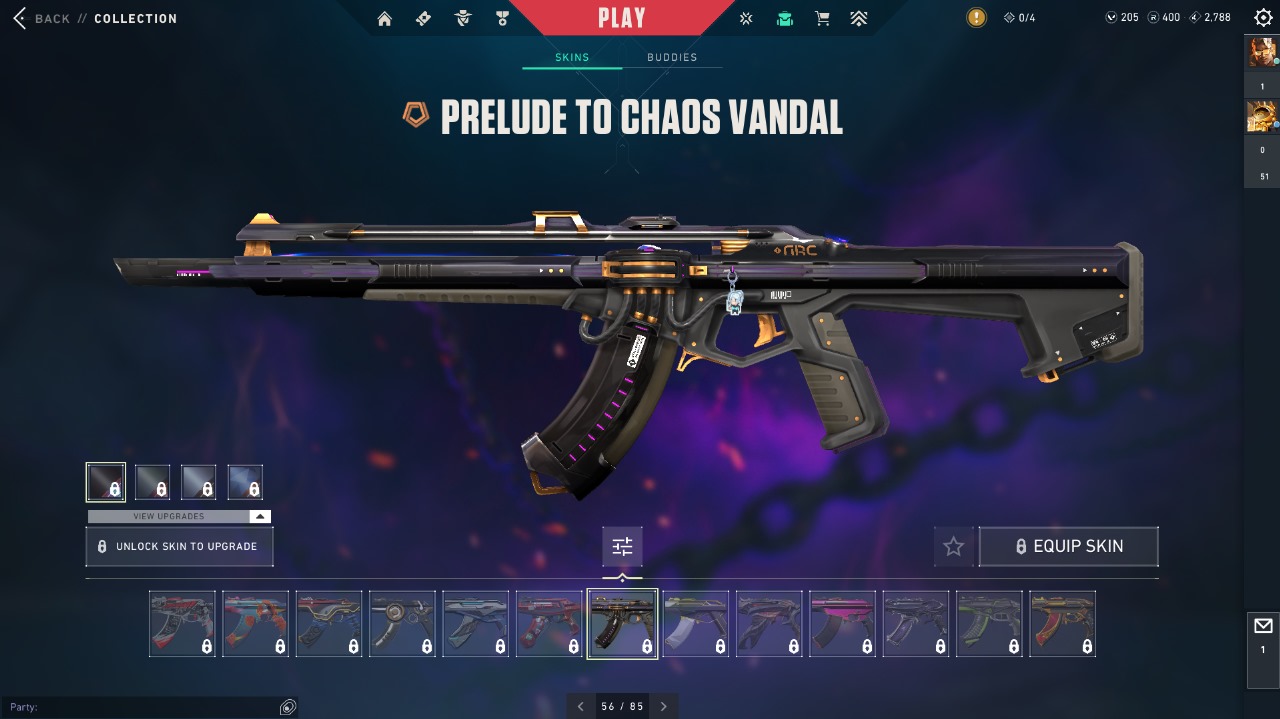 BACK // COLLECTION
PLAY
0/4
205
400
2,788
SKINS
BUDDIES
PRELUDE TO CHAOS VANDAL
1
0
51
VIEW UPGRADES
UNLOCK SKIN TO UPGRADE
EQUIP SKIN
1
Party:
56 / 85